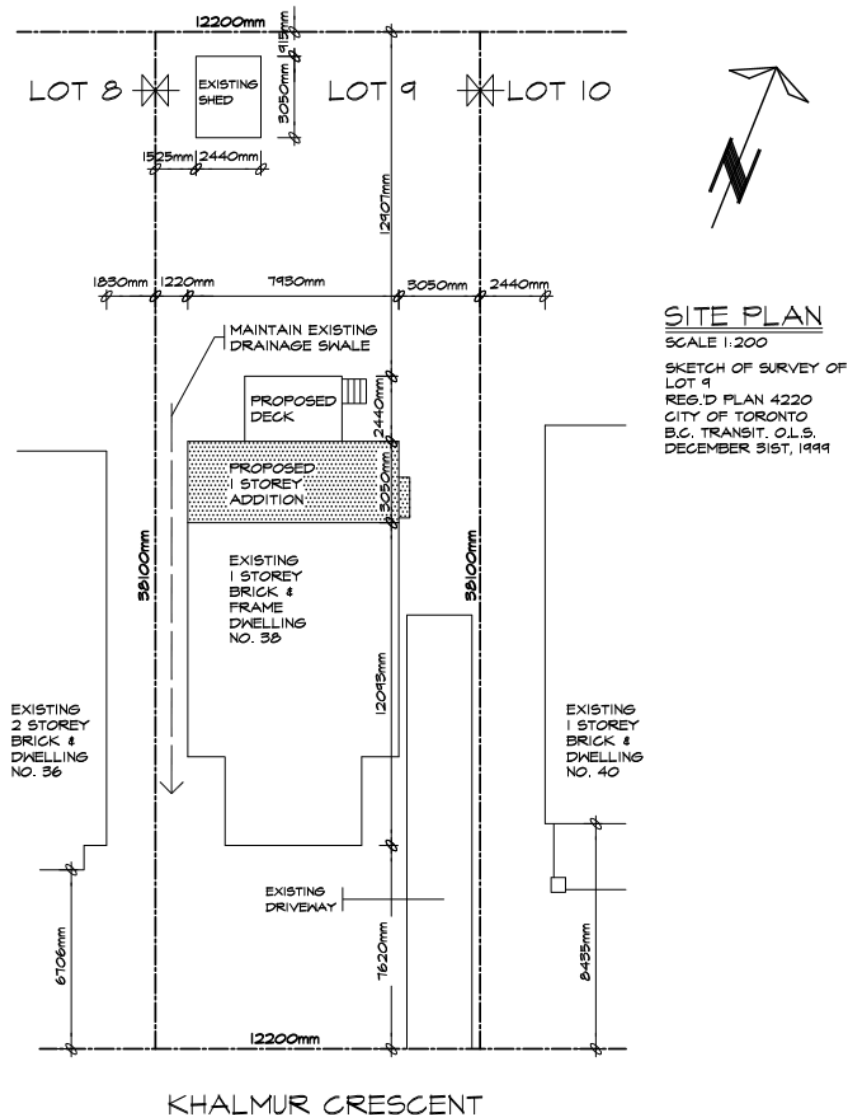 12200mm
915mm
LOT 8
EXISTING
SHED
3050mm
LOT 9
LOT 10
1525mm
2440mm
12907mm
1830mm
1220mm
7930mm
3050mm
2440mm
N
SITE PLAN
SCALE 1:200
SKETCH OF SURVEY OF
LOT 9
REG.'D PLAN 4220
CITY OF TORONTO
B.C. TRANSIT. O.L.S.
DECEMBER 31ST, 1999
MAINTAIN EXISTING
DRAINAGE SWALE
PROPOSED
DECK
2440mm
PROPOSED
1 STOREY
ADDITION
3050mm
38100mm
EXISTING
1 STOREY
BRICK &
FRAME
DWELLING
NO. 38
38100mm
12093mm
EXISTING
2 STOREY
BRICK &
DWELLING
NO. 36
EXISTING
1 STOREY
BRICK &
DWELLING
NO. 40
EXISTING
DRIVEWAY
6706mm
7620mm
8435mm
12200mm
KHALMUR CRESCENT